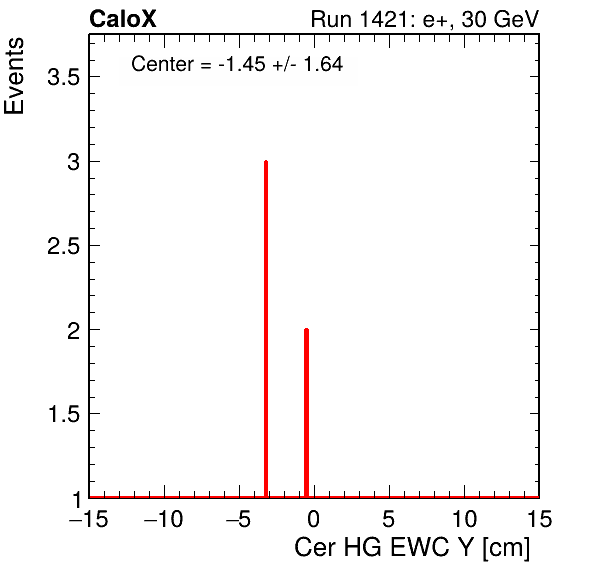 CaloX Run 1421: e+, 30 GeV
Center = -1.45 +/- 1.64
Events
3.5
3
2.5
2
1.5
1
−15 −10 −5 0 5 10 15
Cer HG EWC Y [cm]